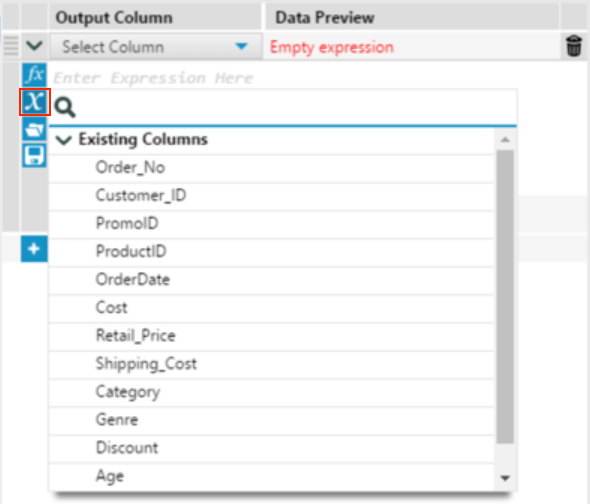 Output Column Data Preview
Select Column Empty expression
fx Enter Expression Here
X
Existing Columns
Order_No
Customer_ID
PromoID
ProductID
OrderDate
Cost
Retail_Price
Shipping_Cost
Category
Genre
Discount
Age